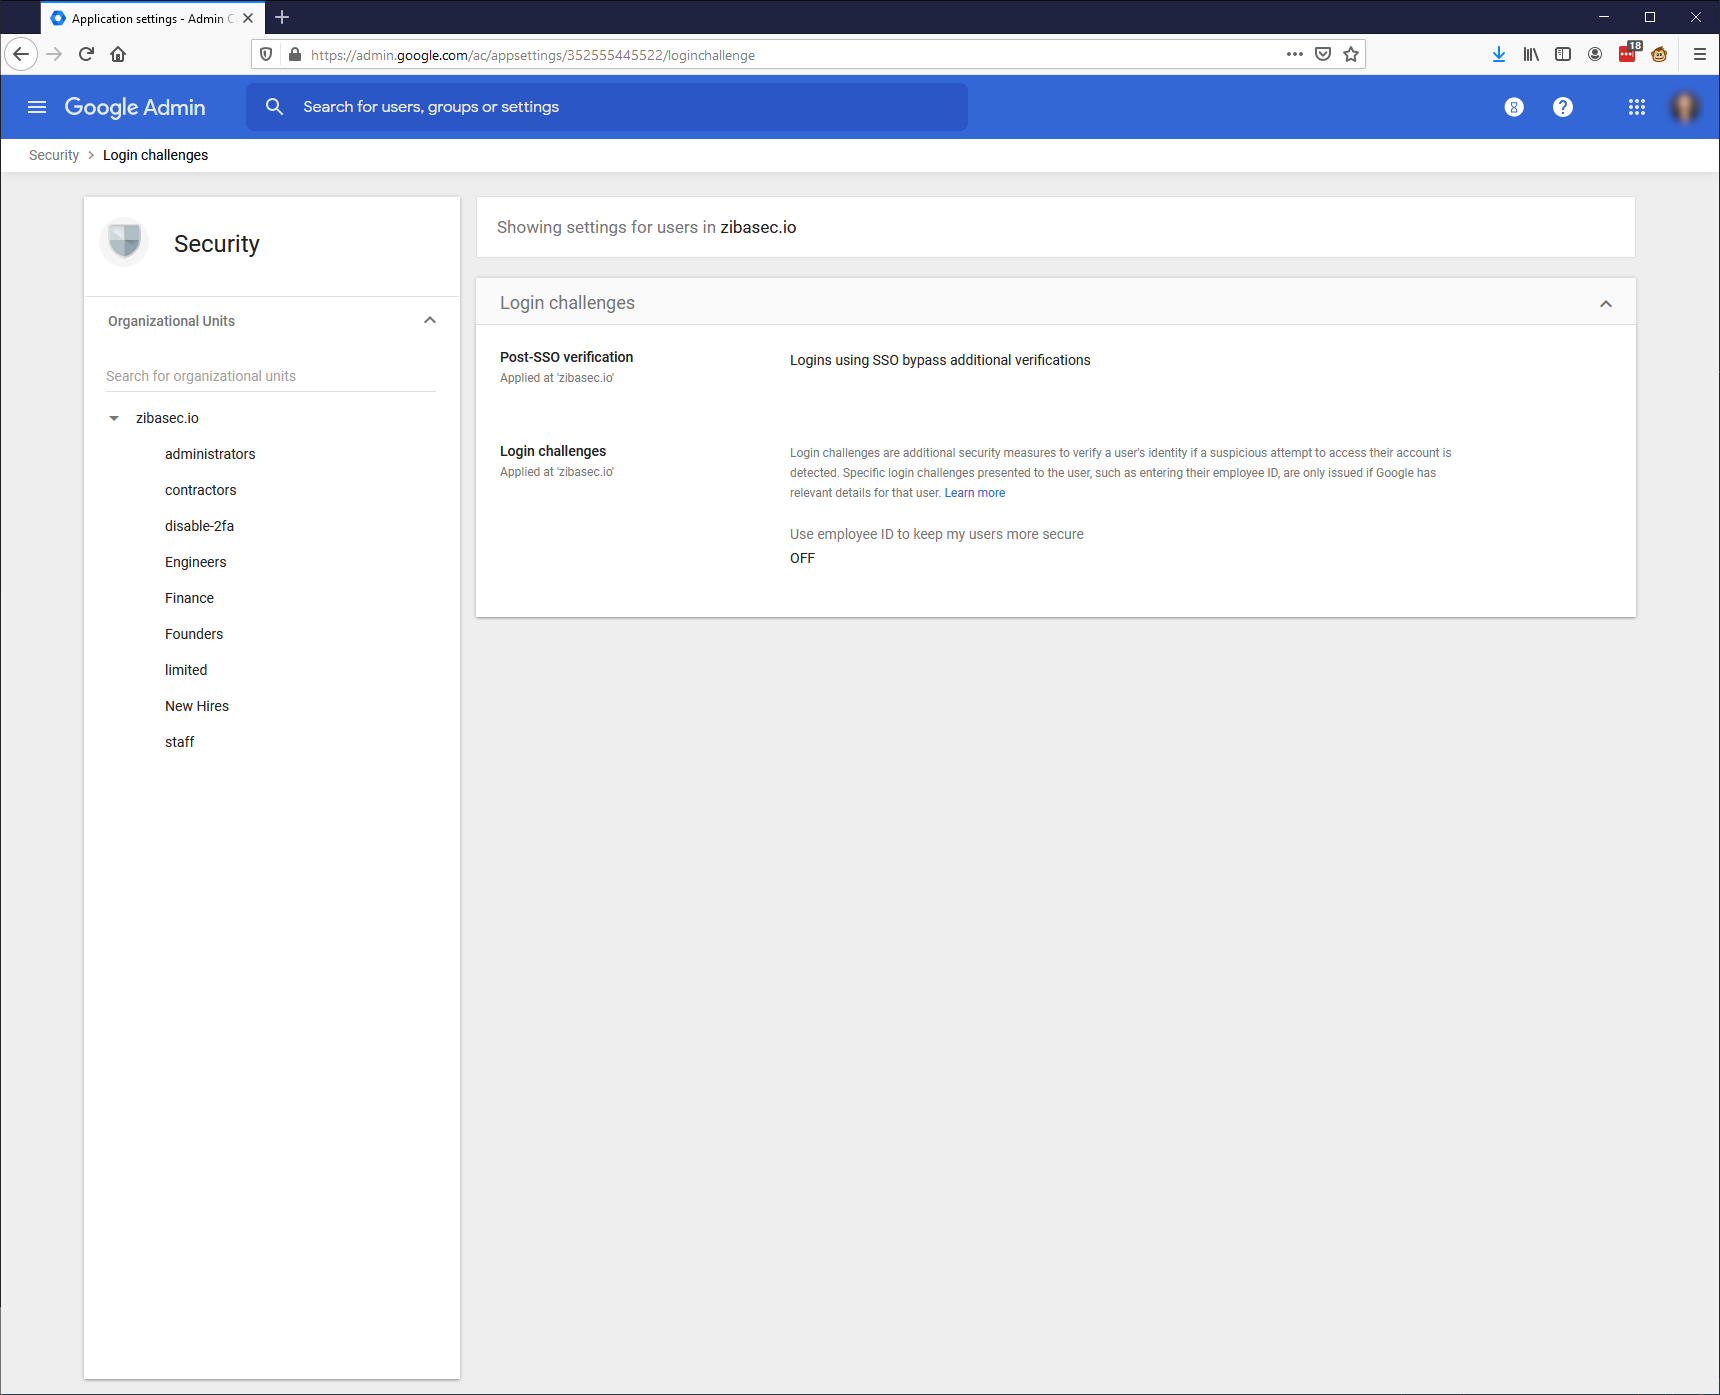 Application settings - Admin C
https://admin.google.com/ac/appsettings/352555445522/loginchallenge
18
Google Admin
Search for users, groups or settings
8
?
Security > Login challenges
Security
Organizational Units
Search for organizational units
zibasec.io
administrators
contractors
disable-2fa
Engineers
Finance
Founders
limited
New Hires
staff
Showing settings for users in zibasec.io
Login challenges
Post-SSO verification
Applied at 'zibasec.io'
Logins using SSO bypass additional verifications
Login challenges
Applied at 'zibasec.io'
Login challenges are additional security measures to verify a user's identity if a suspicious attempt to access their account is
detected. Specific login challenges presented to the user, such as entering their employee ID, are only issued if Google has
relevant details for that user. Learn more
Use employee ID to keep my users more secure
OFF